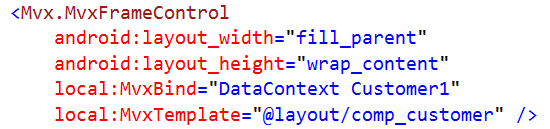 <Mvx.MvxFrameControl
android:layout_width="fill_parent"
android:layout_height="wrap_content"
local:MvxBind="DataContext Customer1"
local:MvxTemplate="@layout/comp_customer" />